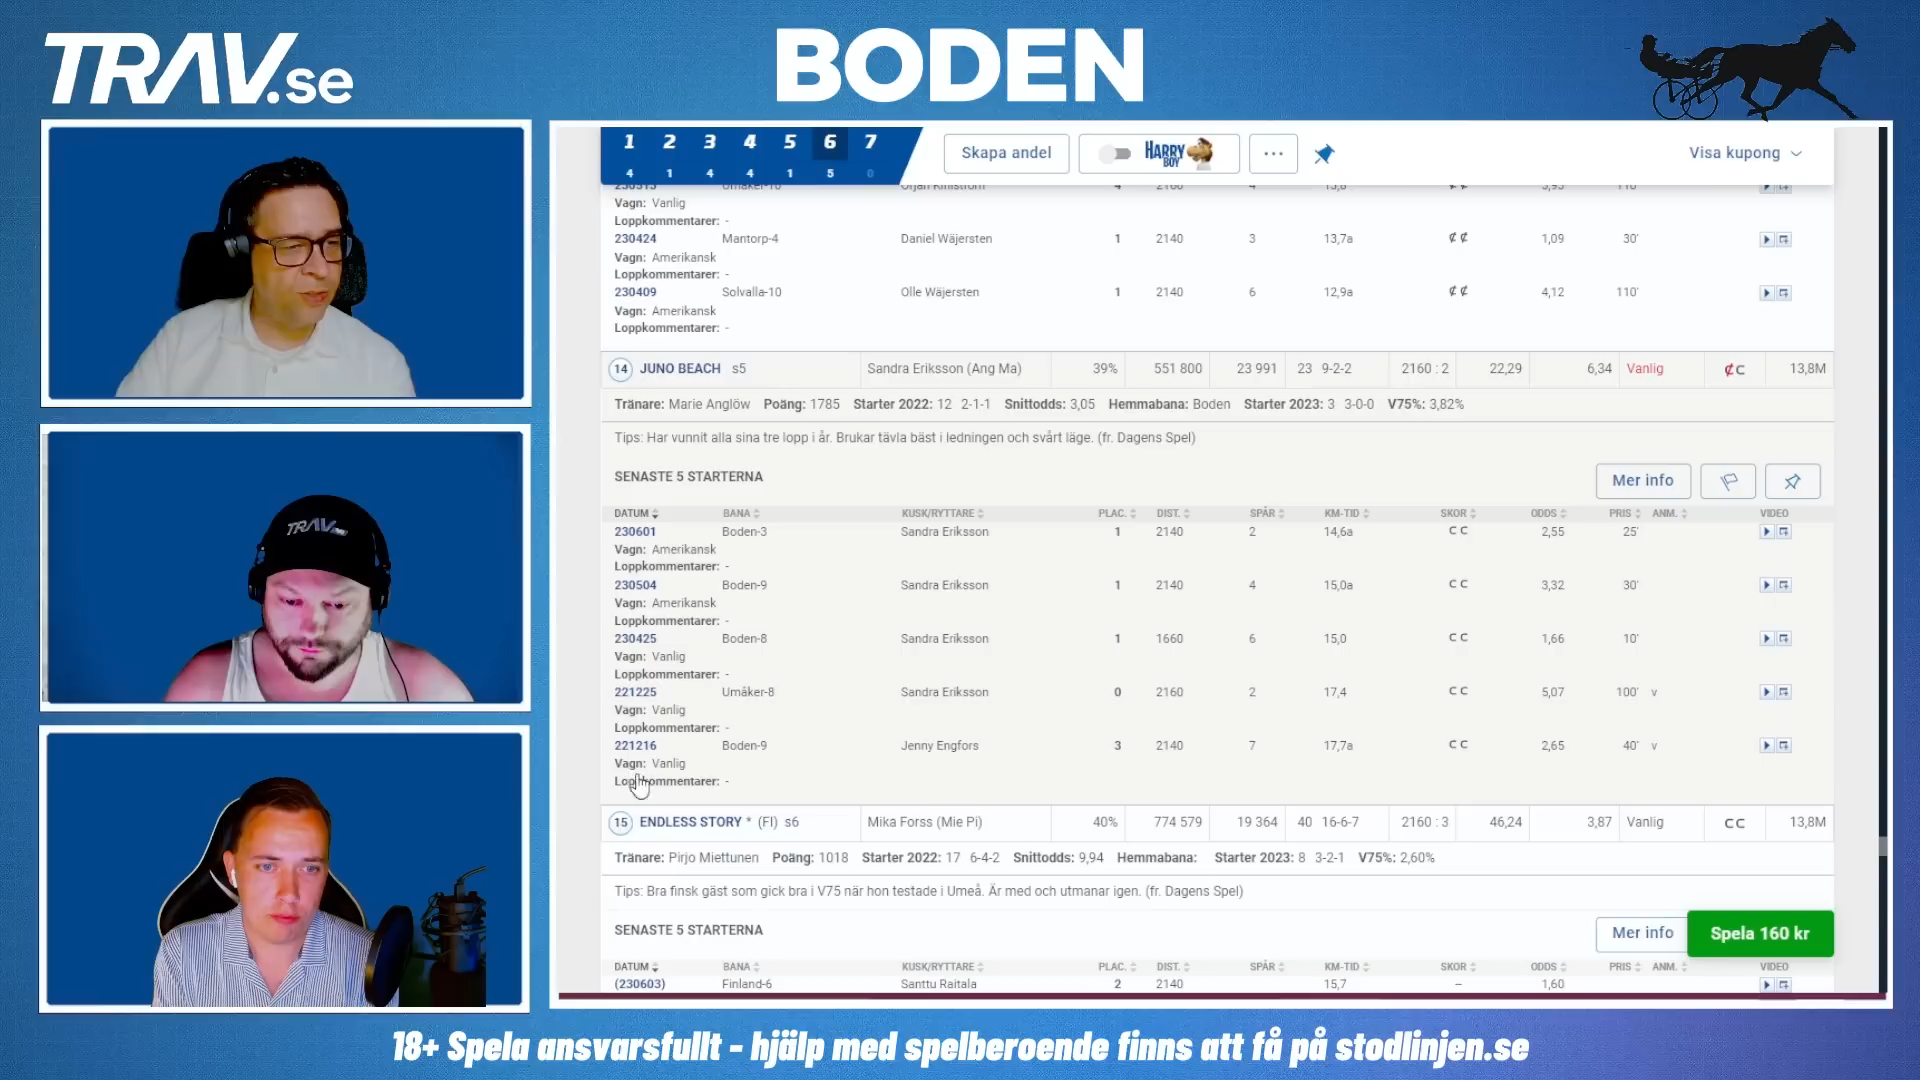 TRAV.se
BODEN
1 2 3 4 5 6 7
4 1 4 4 1 5 0
Skapa andel
HARRY BOY
...
Visa kupong
230513 Umåker-10 Örjan Kihlström 4 2160 4 13,8 3,93 110'
Vagn: Vanlig
Loppkommentarer: -
230424 Mantorp-4 Daniel Wäjersten 1 2140 3 13,7a ȼ ȼ 1,09 30'
Vagn: Amerikansk
Loppkommentarer: -
230409 Solvalla-10 Olle Wäjersten 1 2140 6 12,9a ȼ ȼ 4,12 110'
Vagn: Amerikansk
Loppkommentarer: -
14 JUNO BEACH s5 Sandra Eriksson (Ang Ma) 39% 551 800 23 991 23 9-2-2 2160 : 2 22,29 6,34 Vanlig ȼ C 13,8M
Tränare: Marie Anglöw Poäng: 1785 Starter 2022: 12 2-1-1 Snittodds: 3,05 Hemmabana: Boden Starter 2023: 3 3-0-0 V75%: 3,82%
Tips: Har vunnit alla sina tre lopp i år. Brukar tävla bäst i ledningen och svårt läge. (fr. Dagens Spel)
SENASTE 5 STARTERNA
Mer info
DATUM BANA KUSK/RYTTARE PLAC. DIST. SPÅR KM-TID SKOR ODDS PRIS ANM. VIDEO
230601 Boden-3 Sandra Eriksson 1 2140 2 14,6a C C 2,55 25'
Vagn: Amerikansk
Loppkommentarer: -
230504 Boden-9 Sandra Eriksson 1 2140 4 15,0a C C 3,32 30'
Vagn: Amerikansk
Loppkommentarer: -
230425 Boden-8 Sandra Eriksson 1 1660 6 15,0 C C 1,66 10'
Vagn: Vanlig
Loppkommentarer: -
221225 Umåker-8 Sandra Eriksson 0 2160 2 17,4 C C 5,07 100' v
Vagn: Vanlig
Loppkommentarer: -
221216 Boden-9 Jenny Engfors 3 2140 7 17,7a C C 2,65 40' v
Vagn: Vanlig
Loppkommentarer: -
15 ENDLESS STORY * (FI) s6 Mika Forss (Mie Pi) 40% 774 579 19 364 40 16-6-7 2160 : 3 46,24 3,87 Vanlig C C 13,8M
Tränare: Pirjo Miettunen Poäng: 1018 Starter 2022: 17 6-4-2 Snittodds: 9,94 Hemmabana: Starter 2023: 8 3-2-1 V75%: 2,60%
Tips: Bra finsk gäst som gick bra i V75 när hon testade i Umeå. Är med och utmanar igen. (fr. Dagens Spel)
SENASTE 5 STARTERNA
Mer info
Spela 160 kr
DATUM BANA KUSK/RYTTARE PLAC. DIST. SPÅR KM-TID SKOR ODDS PRIS ANM. VIDEO
(230603) Finland-6 Santtu Raitala 2 2140 15,7 – 1,60
TRAV.se
18+ Spela ansvarsfullt - hjälp med spelberoende finns att få på stodlinjen.se